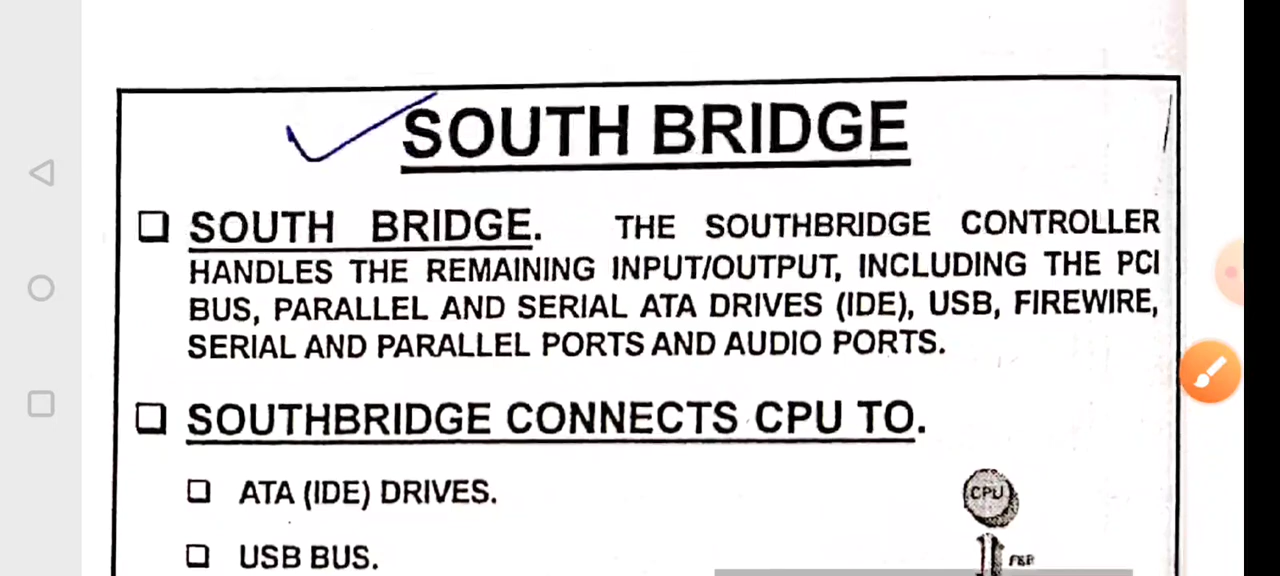 SOUTH BRIDGE
SOUTH BRIDGE. THE SOUTHBRIDGE CONTROLLER
HANDLES THE REMAINING INPUT/OUTPUT, INCLUDING THE PCI
BUS, PARALLEL AND SERIAL ATA DRIVES (IDE), USB, FIREWIRE,
SERIAL AND PARALLEL PORTS AND AUDIO PORTS.
SOUTHBRIDGE CONNECTS CPU TO.
ATA (IDE) DRIVES.
CPU
USB BUS.
FSB